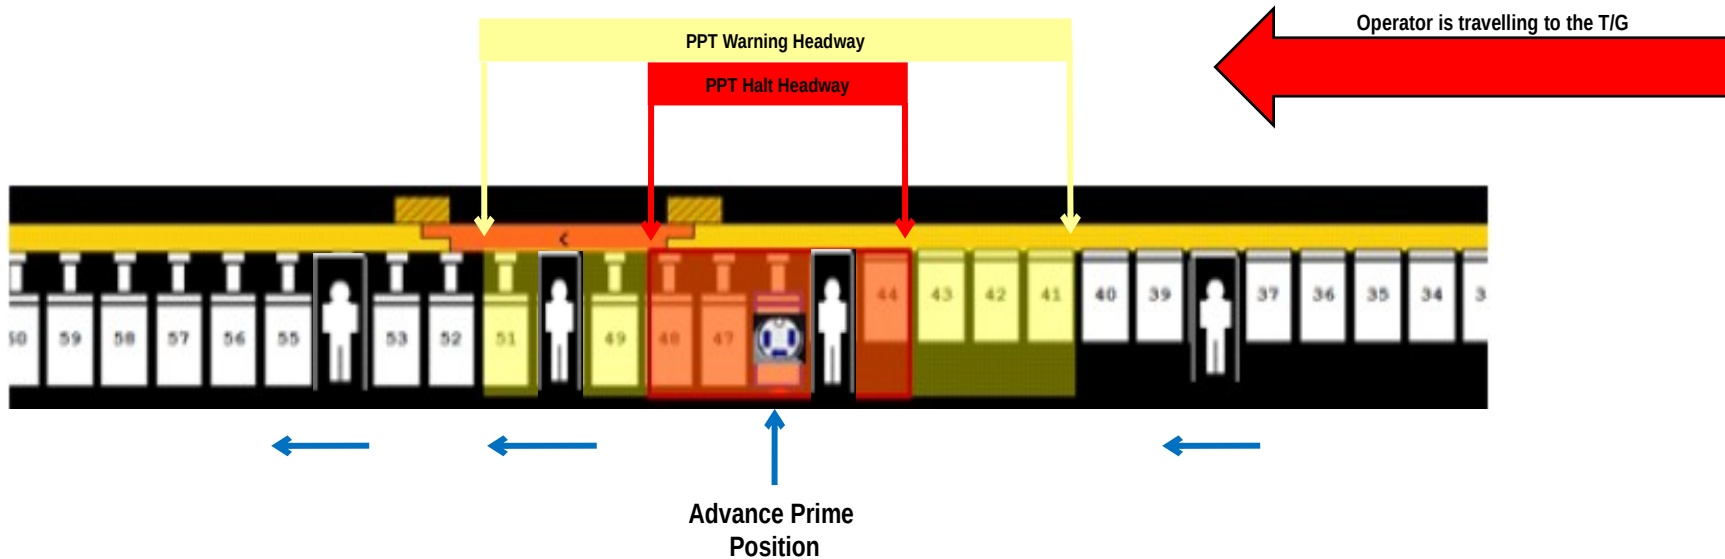 Operator is travelling to the T/G
PPT Warning Headway
PPT Halt Headway
<
59 58 57 56 55 53 52 51 49 48 47 44 43 42 41 40 39 37 36 35 34
Advance Prime
Position